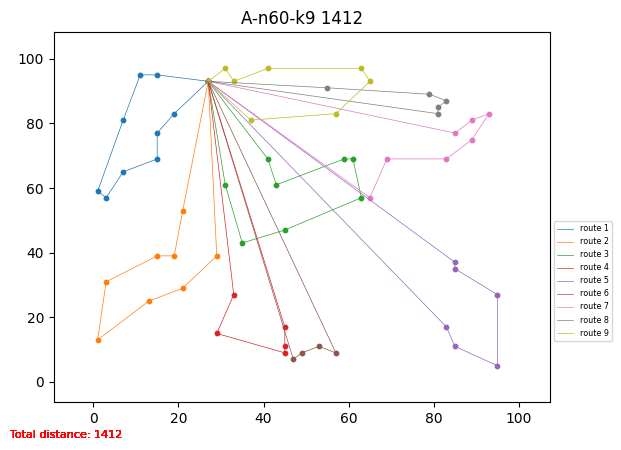 A-n60-k9 1412
100
80
60
40
20
0
0 20 40 60 80 100
route 1
route 2
route 3
route 4
route 5
route 6
route 7
route 8
route 9
Total distance: 1412